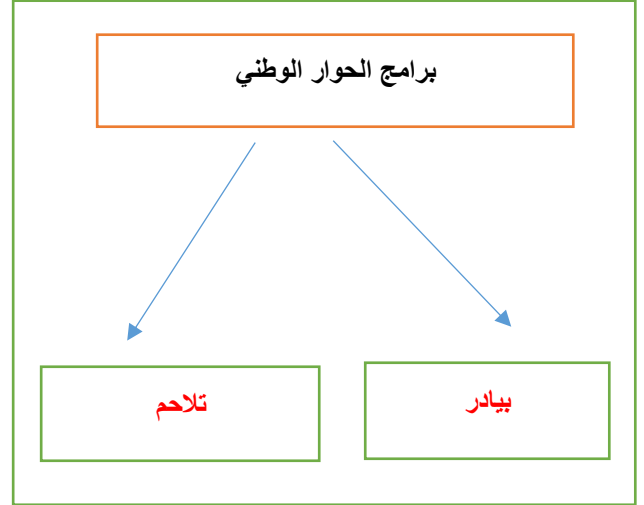 برامج الحوار الوطني
بيادر
تلاحم